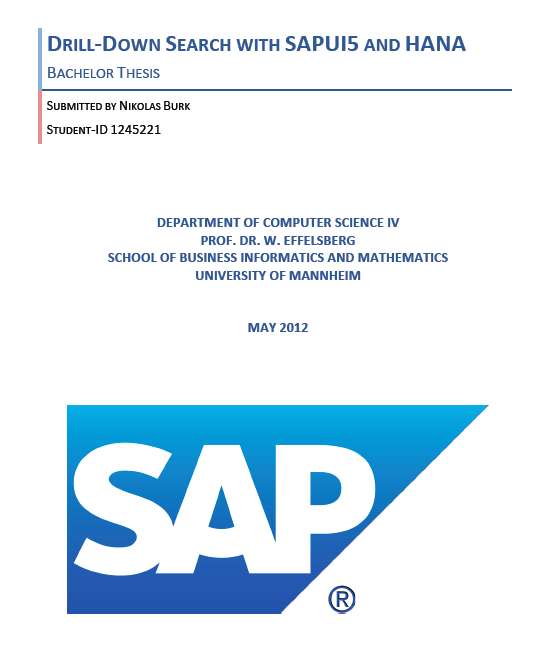 Drill-Down Search with SAPUI5 and HANA
Bachelor Thesis
Submitted by Nikolas Burk
Student-ID 1245221
DEPARTMENT OF COMPUTER SCIENCE IV
PROF. DR. W. EFFELSBERG
SCHOOL OF BUSINESS INFORMATICS AND MATHEMATICS
UNIVERSITY OF MANNHEIM
MAY 2012
SAP
®